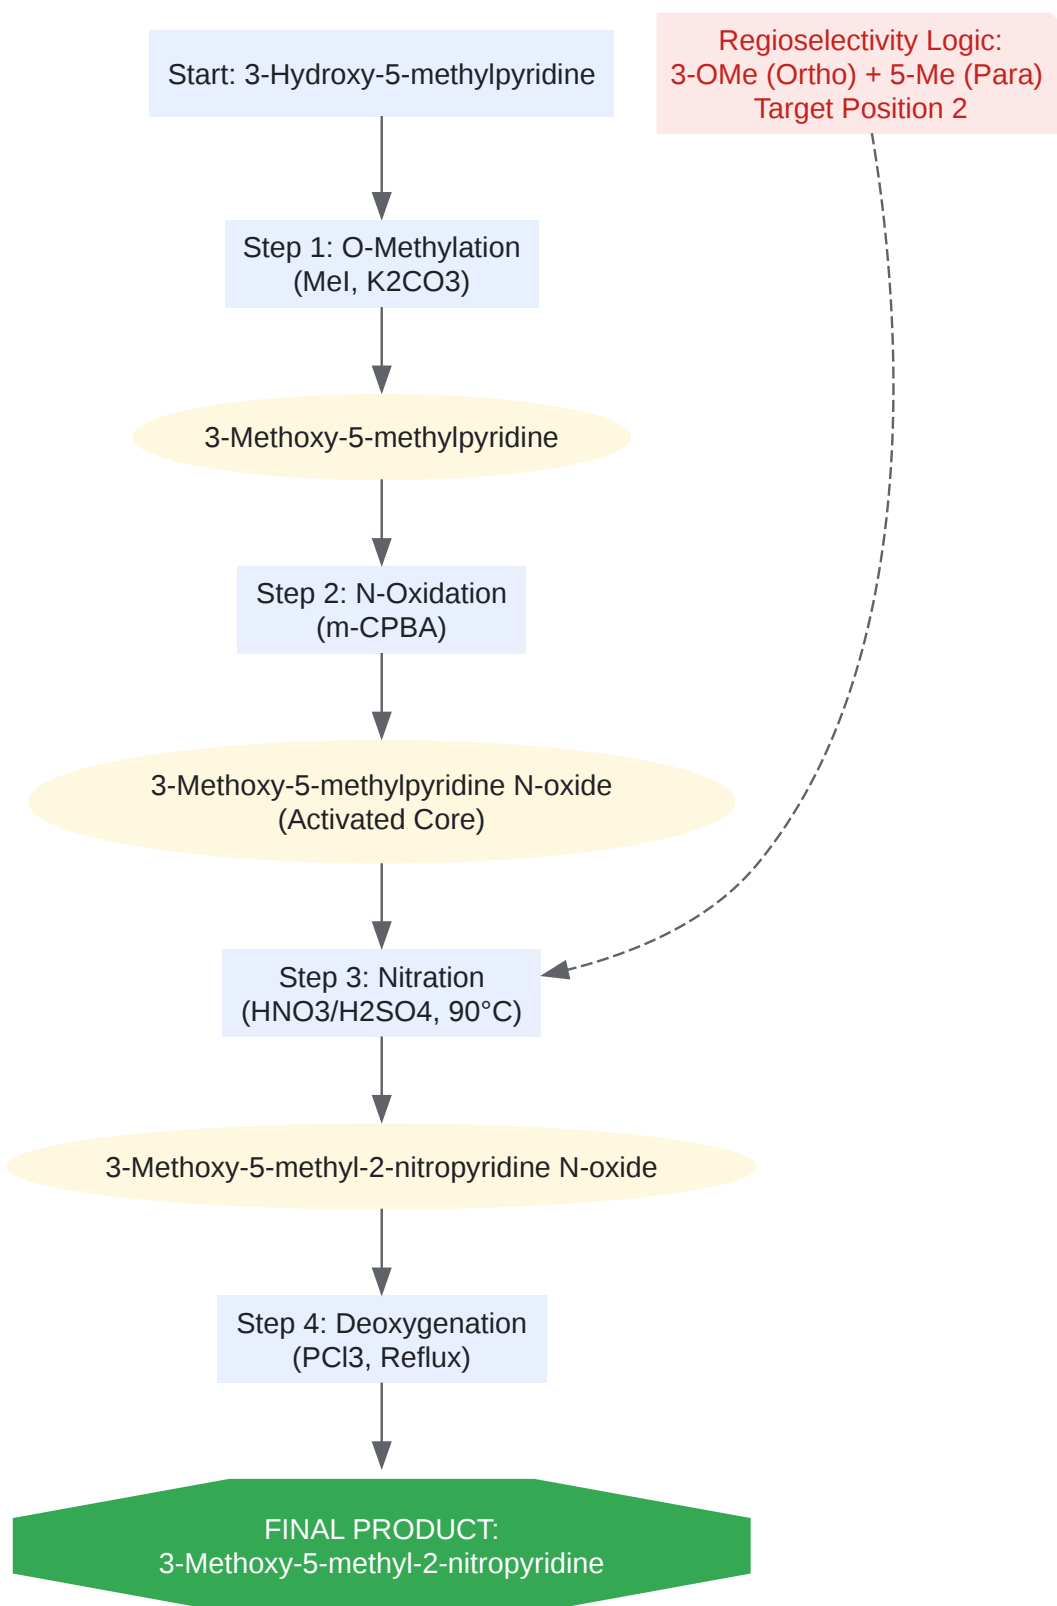 Start: 3-Hydroxy-5-methylpyridine
Regioselectivity Logic:
3-OMe (Ortho) + 5-Me (Para)
Target Position 2
Step 1: O-Methylation
(MeI, K2CO3)
3-Methoxy-5-methylpyridine
Step 2: N-Oxidation
(m-CPBA)
3-Methoxy-5-methylpyridine N-oxide
(Activated Core)
Step 3: Nitration
(HNO3/H2SO4, 90°C)
3-Methoxy-5-methyl-2-nitropyridine N-oxide
Step 4: Deoxygenation
(PCl3, Reflux)
FINAL PRODUCT:
3-Methoxy-5-methyl-2-nitropyridine